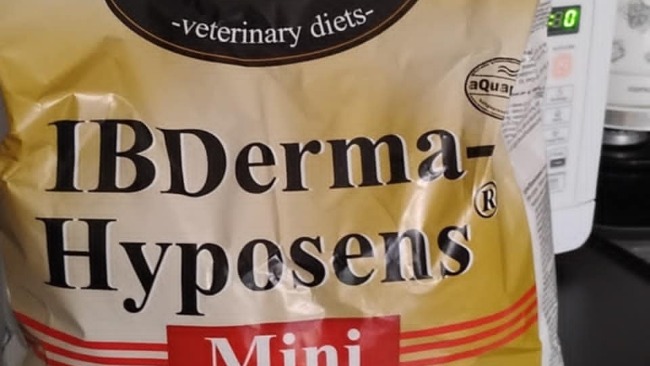 -veterinary diets-
IBDerma-
Hyposens®
Mini